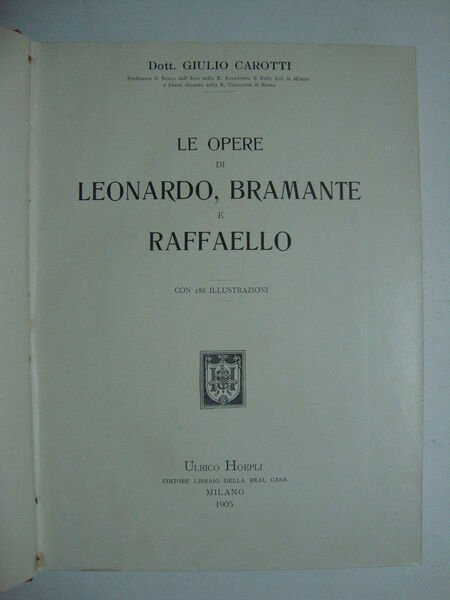 Dott. GIULIO CAROTTI
Professore di Storia dell'Arte nella R. Accademia di Belle Arti in Milano
e libero docente nella R. Università di Roma
LE OPERE
DI
LEONARDO, BRAMANTE
E
RAFFAELLO
CON 188 ILLUSTRAZIONI
ULRICO HOEPLI
EDITORE LIBRAIO DELLA REAL CASA
MILANO
1905